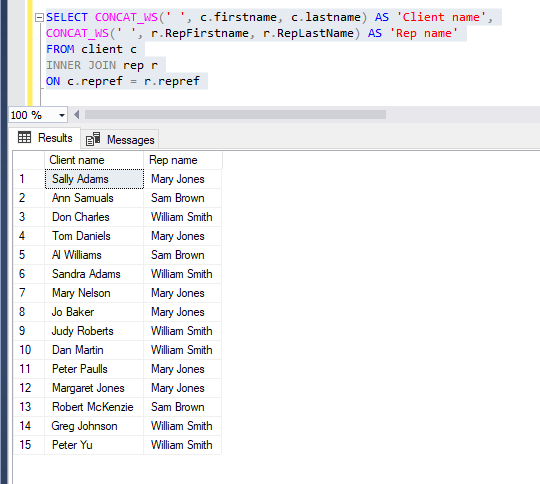 SELECT CONCAT_WS(' ', c.firstname, c.lastname) AS 'Client name',
CONCAT_WS(' ', r.RepFirstname, r.RepLastName) AS 'Rep name'
FROM client c
INNER JOIN rep r
ON c.repref = r.repref
100 %
Results Messages
Client name Rep name
1 Sally Adams Mary Jones
2 Ann Samuals Sam Brown
3 Don Charles William Smith
4 Tom Daniels Mary Jones
5 Al Williams Sam Brown
6 Sandra Adams William Smith
7 Mary Nelson Mary Jones
8 Jo Baker Mary Jones
9 Judy Roberts William Smith
10 Dan Martin William Smith
11 Peter Paulls Mary Jones
12 Margaret Jones Mary Jones
13 Robert McKenzie Sam Brown
14 Greg Johnson William Smith
15 Peter Yu William Smith